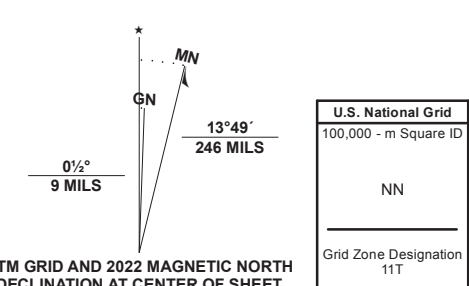 ★
MN
GN
13°49´
246 MILS
0½°
9 MILS
TM GRID AND 2022 MAGNETIC NORTH
DECLINATION AT CENTER OF SHEET
U.S. National Grid
100,000 - m Square ID
NN
Grid Zone Designation
11T